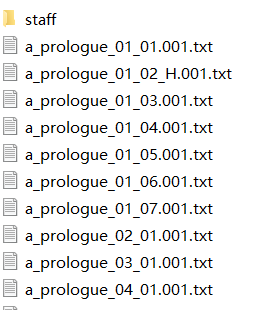 staff
a_prologue_01_01.001.txt
a_prologue_01_02_H.001.txt
a_prologue_01_03.001.txt
a_prologue_01_04.001.txt
a_prologue_01_05.001.txt
a_prologue_01_06.001.txt
a_prologue_01_07.001.txt
a_prologue_02_01.001.txt
a_prologue_03_01.001.txt
a_prologue_04_01.001.txt